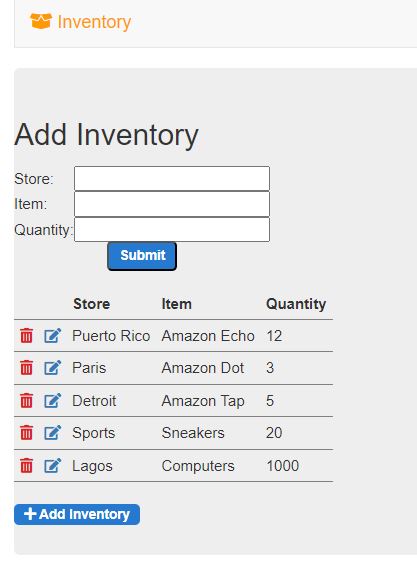 Inventory
Add Inventory
Store:
Item:
Quantity:
Submit
Store Item Quantity
Puerto Rico Amazon Echo 12
Paris Amazon Dot 3
Detroit Amazon Tap 5
Sports Sneakers 20
Lagos Computers 1000
Add Inventory